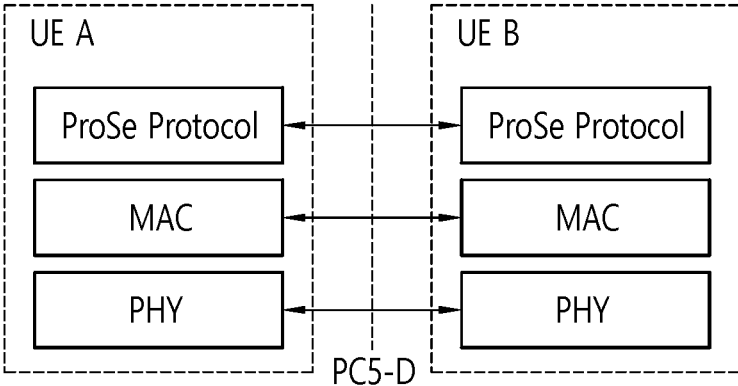 UE A
UE B
ProSe Protocol
ProSe Protocol
MAC
MAC
PHY
PHY
PC5-D